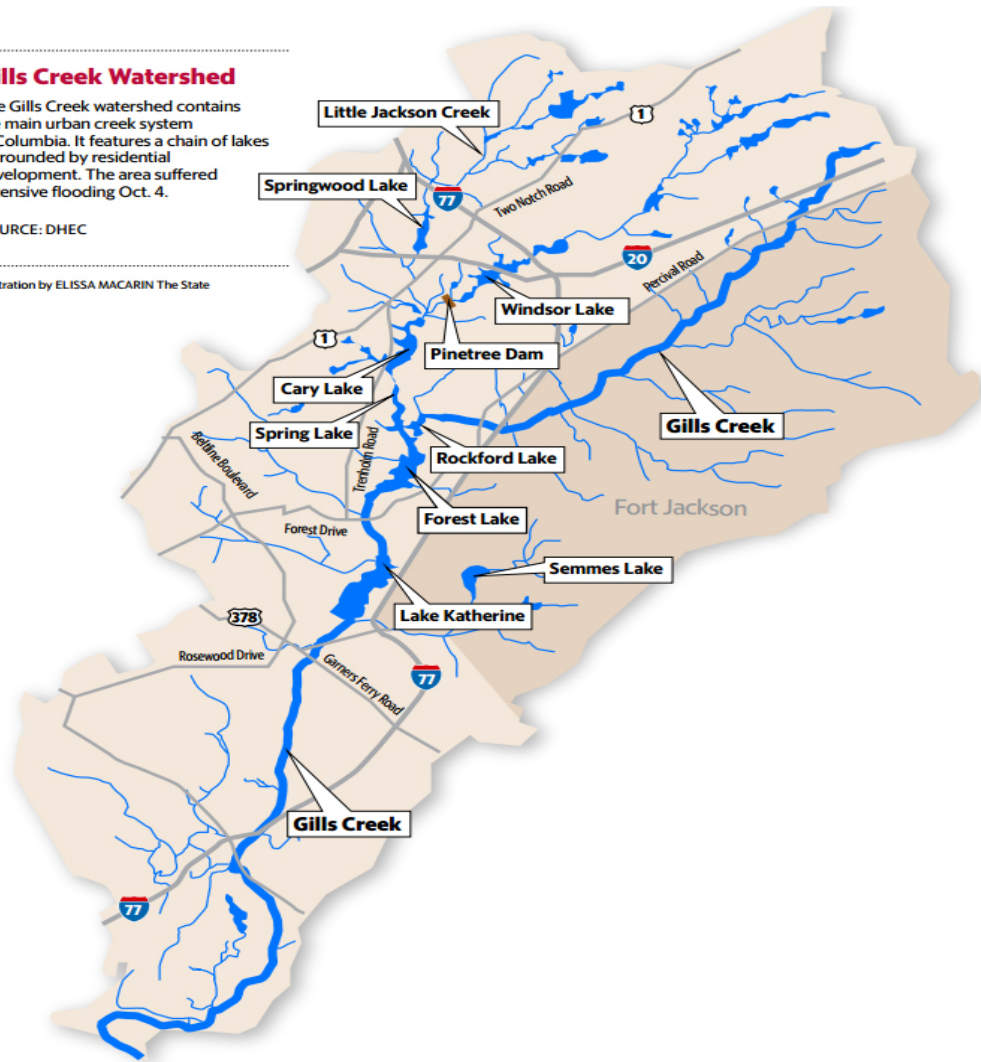 ills Creek Watershed
e Gills Creek watershed contains
main urban creek system
Columbia. It features a chain of lakes
rounded by residential
velopment. The area suffered
ensive flooding Oct. 4.
URCE: DHEC
tration by ELISSA MACARIN The State
Little Jackson Creek
1
Springwood Lake
77
Two Notch Road
20
Percival Road
Windsor Lake
1
Pinetree Dam
Cary Lake
Gills Creek
Spring Lake
Beltline Boulevard
Trenholm Road
Rockford Lake
Fort Jackson
Forest Lake
Forest Drive
Semmes Lake
Lake Katherine
378
Rosewood Drive
Garners Ferry Road
77
Gills Creek
77